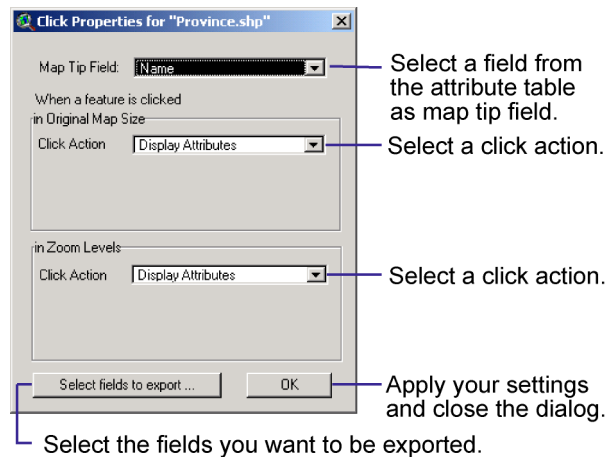 Click Properties for "Province.shp"
Map Tip Field: Name
Select a field from
the attribute table
as map tip field.
When a feature is clicked
in Original Map Size
Click Action Display Attributes
Select a click action.
in Zoom Levels
Click Action Display Attributes
Select a click action.
Select fields to export ...
OK
Apply your settings
and close the dialog.
Select the fields you want to be exported.